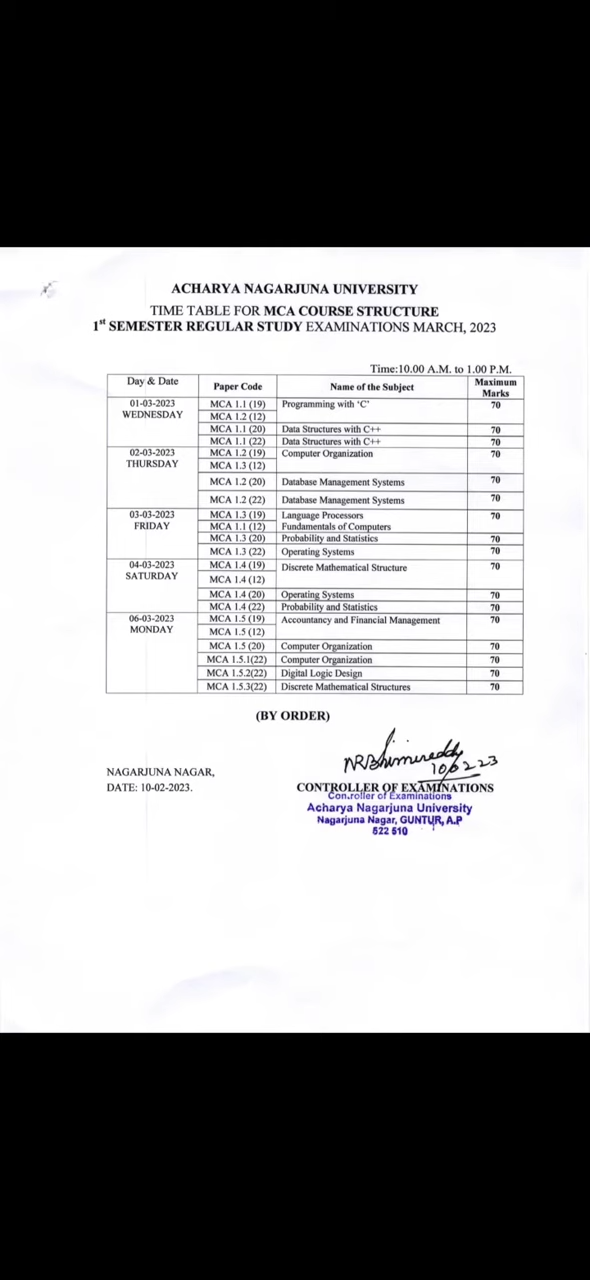 ACHARYA NAGARJUNA UNIVERSITY
TIME TABLE FOR MCA COURSE STRUCTURE
1st SEMESTER REGULAR STUDY EXAMINATIONS MARCH, 2023
Time:10.00 A.M. to 1.00 P.M.
Day & Date Paper Code Name of the Subject Maximum Marks
01-03-2023 MCA 1.1 (19) Programming with ‘C’ 70
WEDNESDAY MCA 1.2 (12)
MCA 1.1 (20) Data Structures with C++ 70
MCA 1.1 (22) Data Structures with C++ 70
02-03-2023 MCA 1.2 (19) Computer Organization 70
THURSDAY MCA 1.3 (12)
MCA 1.2 (20) Database Management Systems 70
MCA 1.2 (22) Database Management Systems 70
03-03-2023 MCA 1.3 (19) Language Processors 70
FRIDAY MCA 1.1 (12) Fundamentals of Computers
MCA 1.3 (20) Probability and Statistics 70
MCA 1.3 (22) Operating Systems 70
04-03-2023 MCA 1.4 (19) Discrete Mathematical Structure 70
SATURDAY MCA 1.4 (12)
MCA 1.4 (20) Operating Systems 70
MCA 1.4 (22) Probability and Statistics 70
06-03-2023 MCA 1.5 (19) Accountancy and Financial Management 70
MONDAY MCA 1.5 (12)
MCA 1.5 (20) Computer Organization 70
MCA 1.5.1(22) Computer Organization 70
MCA 1.5.2(22) Digital Logic Design 70
MCA 1.5.3(22) Discrete Mathematical Structures 70
(BY ORDER)
NAGARJUNA NAGAR,
DATE: 10-02-2023.
CONTROLLER OF EXAMINATIONS
Controller of Examinations
Acharya Nagarjuna University
Nagarjuna Nagar, GUNTUR, A.P
522 510